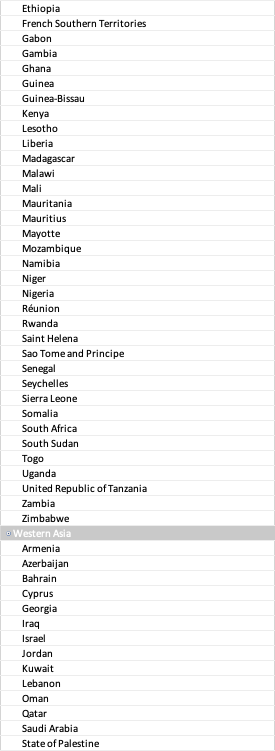 Ethiopia
French Southern Territories
Gabon
Gambia
Ghana
Guinea
Guinea-Bissau
Kenya
Lesotho
Liberia
Madagascar
Malawi
Mali
Mauritania
Mauritius
Mayotte
Mozambique
Namibia
Niger
Nigeria
Réunion
Rwanda
Saint Helena
Sao Tome and Principe
Senegal
Seychelles
Sierra Leone
Somalia
South Africa
South Sudan
Togo
Uganda
United Republic of Tanzania
Zambia
Zimbabwe
Western Asia
Armenia
Azerbaijan
Bahrain
Cyprus
Georgia
Iraq
Israel
Jordan
Kuwait
Lebanon
Oman
Qatar
Saudi Arabia
State of Palestine